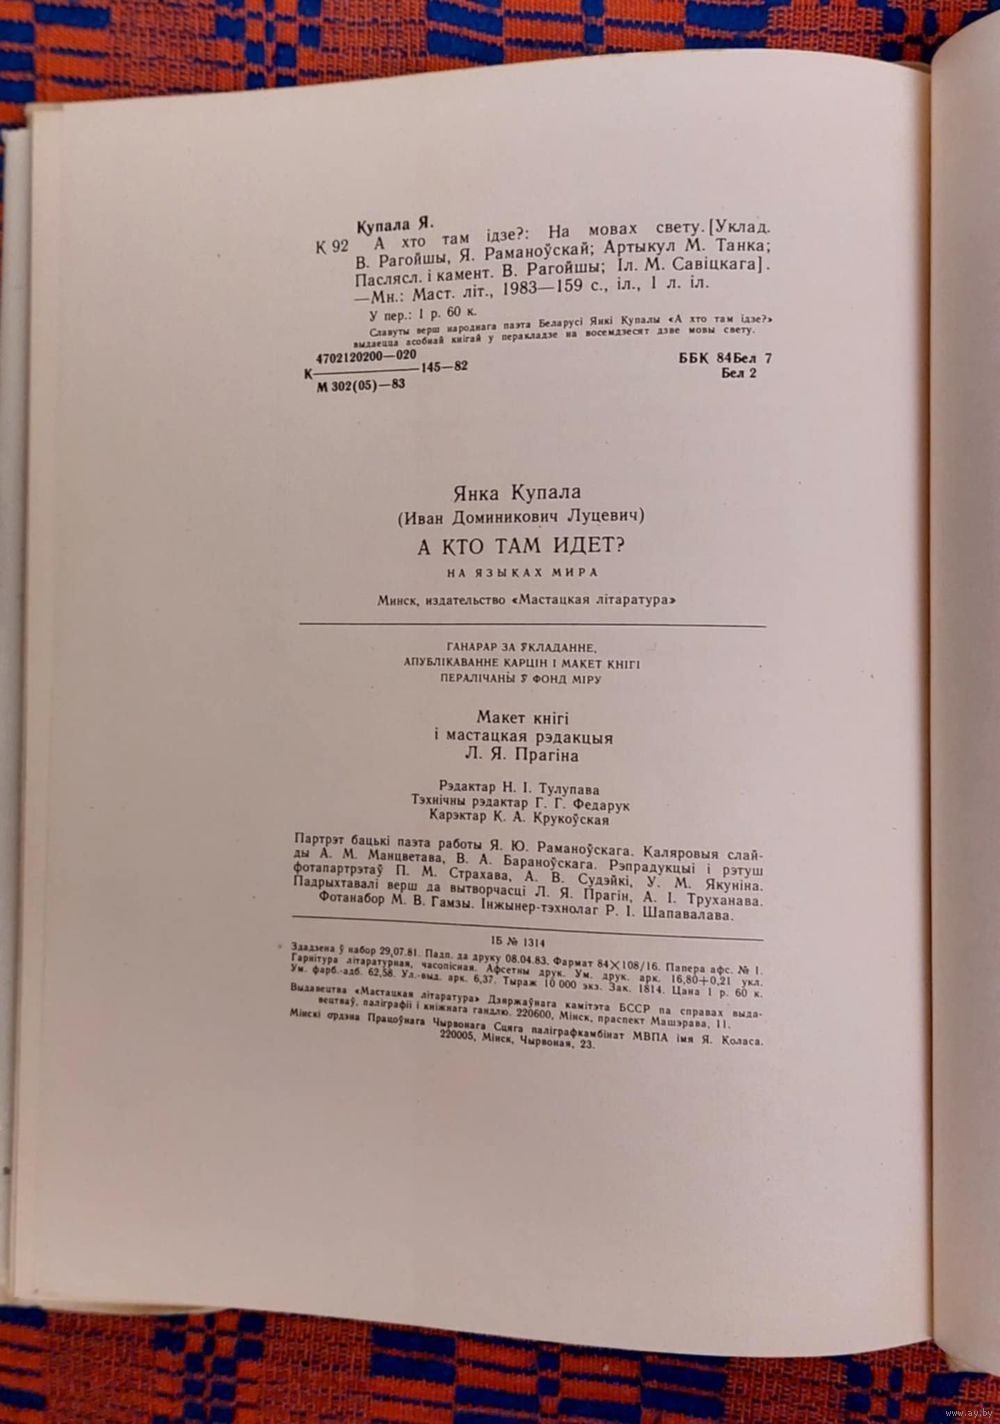 Купала Я.
К 92 А хто там ідзе?: На мовах свету. [Уклад.
В. Рагойшы, Я. Раманоўскай; Артыкул М. Танка;
Паслясл. і камент. В. Рагойшы; Іл. М. Савіцкага].
—Мн.: Маст. літ., 1983—159 с., іл., 1 л. іл.
У пер.: 1 р. 60 к.
Славуты верш народнага паэта Беларусі Янкі Купалы «А хто там ідзе?»
выдаецца асобнай кнігай у перакладзе на восемдзесят дзве мовы свету.
4702120200—020
К————145—82
М 302(05)—83
ББК 84Бел 7
Бел 2
Янка Купала
(Иван Доминикович Луцевич)
А КТО ТАМ ИДЕТ?
НА ЯЗЫКАХ МИРА
Минск, издательство «Мастацкая літаратура»
ГАНАРАР ЗА ЎКЛАДАННЕ,
АПУБЛІКАВАННЕ КАРЦІН І МАКЕТ КНІГІ
ПЕРАЛІЧАНЫ Ў ФОНД МІРУ
Макет кнігі
і мастацкая рэдакцыя
Л. Я. Прагіна
Рэдактар Н. І. Тулупава
Тэхнічны рэдактар Г. Г. Федарук
Карэктар К. А. Крукоўская
Партрэт бацькі паэта работы Я. Ю. Раманоўскага. Каляровыя слай-
ды А. М. Манцветава, В. А. Бараноўскага. Рэпрадукцыі і рэтуш
фотапартрэтаў П. М. Страхава, А. В. Судэйкі, У. М. Якуніна.
Падрыхтавалі верш да вытворчасці Л. Я. Прагін, А. І. Труханава.
Фотанабор М. В. Гамзы. Інжынер-тэхнолаг Р. І. Шапавалава.
ІБ № 1314
Здадзена ў набор 29.07.81. Падп. да друку 08.04.83. Фармат 84×108/16. Папера афс. № 1.
Гарнітура літаратурная, часопісная. Афсетны друк. Ум. друк. арк. 16,80+0,21 укл.
Ум. фарб.-адб. 62,58. Ул.-выд. арк. 6,37. Тыраж 10 000 экз. Зак. 1814. Цана 1 р. 60 к.
Выдавецтва «Мастацкая літаратура» Дзяржаўнага камітэта БССР па справах выда-
вецтваў, паліграфіі і кніжнага гандлю. 220600, Мінск, праспект Машэрава, 11.
Мінскі ордэна Працоўнага Чырвонага Сцяга паліграфкамбінат МВПА імя Я. Коласа.
220005, Мінск, Чырвоная, 23.
www.ay.by